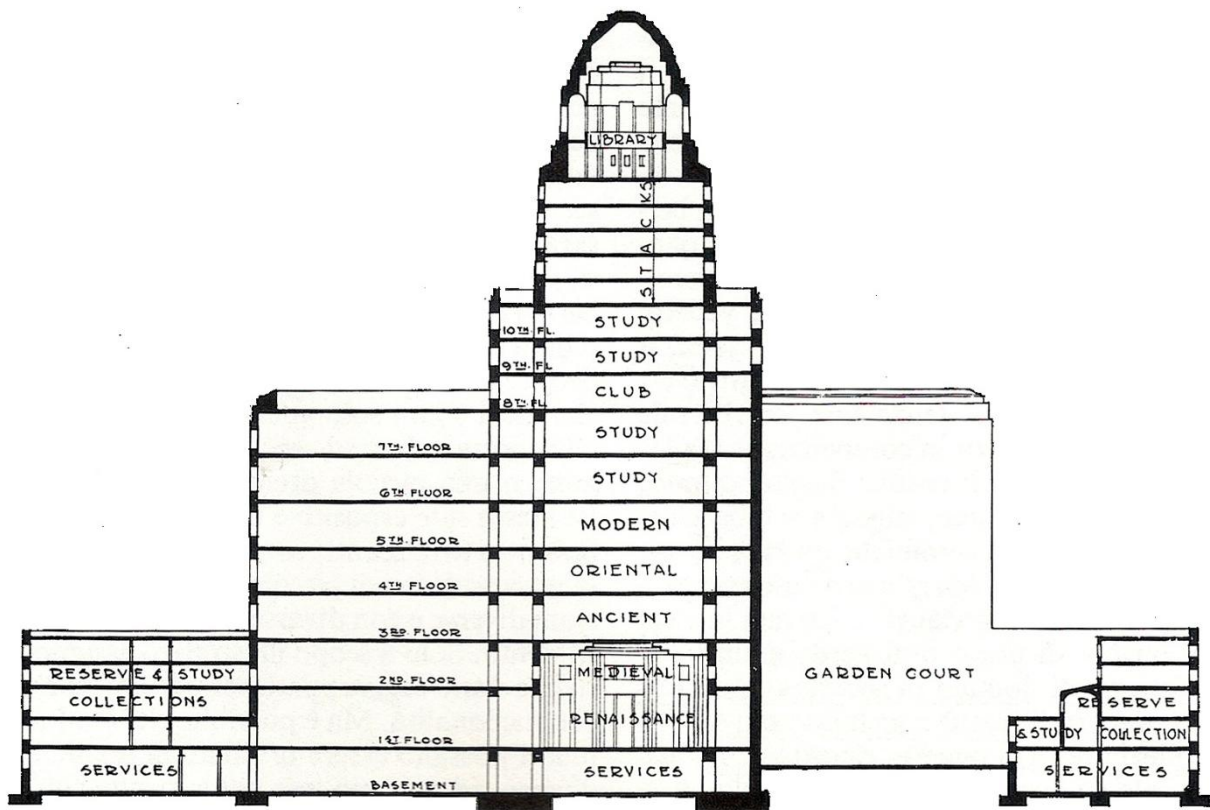 LIBRARY
STACKS
STUDY
10TH. FL.
STUDY
9TH. FL
CLUB
8TH. FL.
STUDY
7TH. FLOOR
STUDY
6TH FLUOR
MODERN
5TH. FLOOR
ORIENTAL
4TH FLOOR
ANCIENT
3RD. FLOOR
RESERVE & STUDY
COLLECTIONS
MEDIEVAL
2ND. FLOOR
RENAISSANCE
1ST FLOOR
GARDEN COURT
RESERVE
& STUDY COLLECTION
SERVICES
SERVICES
SERVICES
BASEMENT